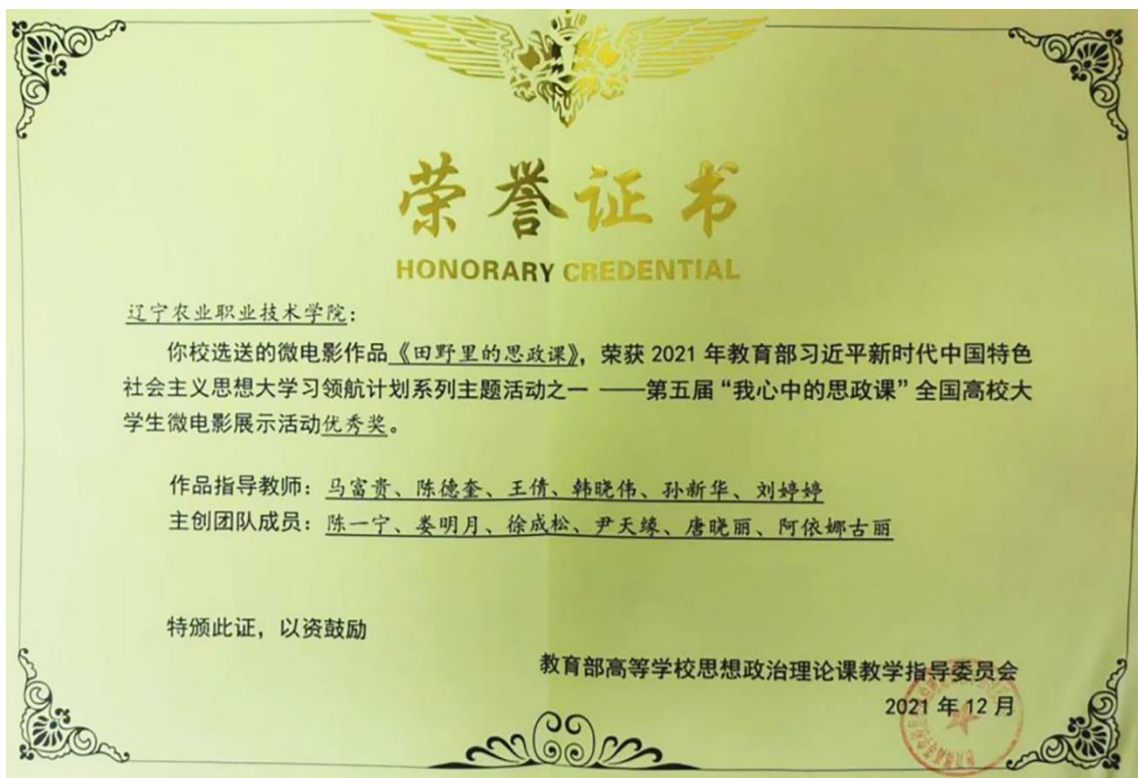 荣誉证书
HONORARY CREDENTIAL
辽宁农业职业技术学院：
你校选送的微电影作品《田野里的思政课》，荣获 2021 年教育部习近平新时代中国特色
社会主义思想大学习领航计划系列主题活动之一 ——第五届“我心中的思政课”全国高校大
学生微电影展示活动优秀奖。
作品指导教师：马富贵、陈德奎、王倩、韩晓伟、孙新华、刘婷婷
主创团队成员：陈一宁、娄明月、徐成松、尹天缘、唐晓丽、阿依娜古丽
特颁此证，以资鼓励
教育部高等学校思想政治理论课教学指导委员会
2021 年 12 月